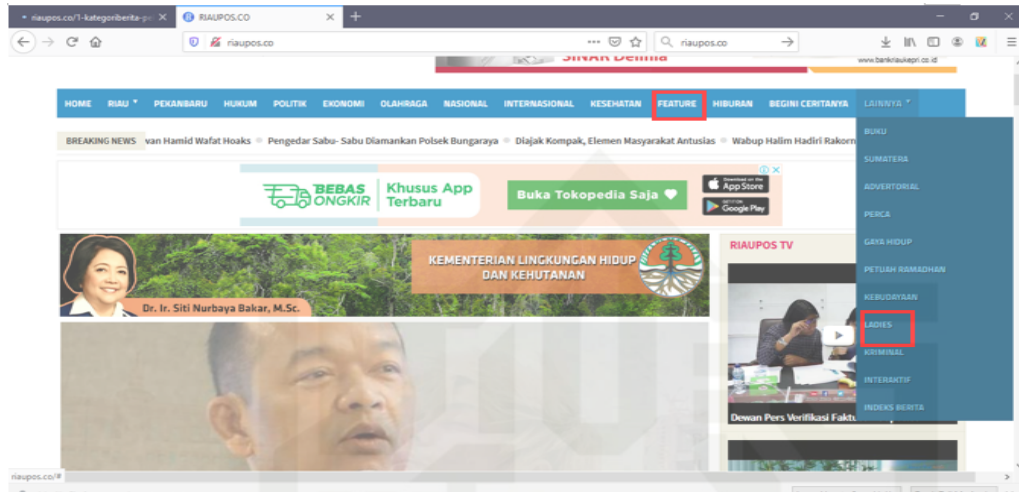 riaupos.co/1-kategoriberita-pe
RIAUPOS.CO
riaupos.co
riaupos.co
www.bankriaukepri.co.id
HOME RIAU PEKANBARU HUKUM POLITIK EKONOMI OLAHRAGA NASIONAL INTERNASIONAL KESEHATAN FEATURE HIBURAN BEGINI CERITANYA LAINNYA
BREAKING NEWS wan Hamid Wafat Hoaks Pengedar Sabu- Sabu Diamankan Polsek Bungaraya Diajak Kompak, Elemen Masyarakat Antusias Wabup Halim Hadiri Rakorn
BUKU
SUMATERA
ADVERTORIAL
PERCA
GAYA HIDUP
PETUAH RAMADHAN
KEBUDAYAAN
LADIES
KRIMINAL
INTERAKTIF
INDEKS BERITA
BEBAS
ONGKIR
Khusus App
Terbaru
Buka Tokopedia Saja
Download on the
App Store
Google Play
KEMENTERIAN LINGKUNGAN HIDUP
DAN KEHUTANAN
Dr. Ir. Siti Nurbaya Bakar, M.Sc.
RIAUPOS TV
Dewan Pers Verifikasi Faktu
riaupos.co/#